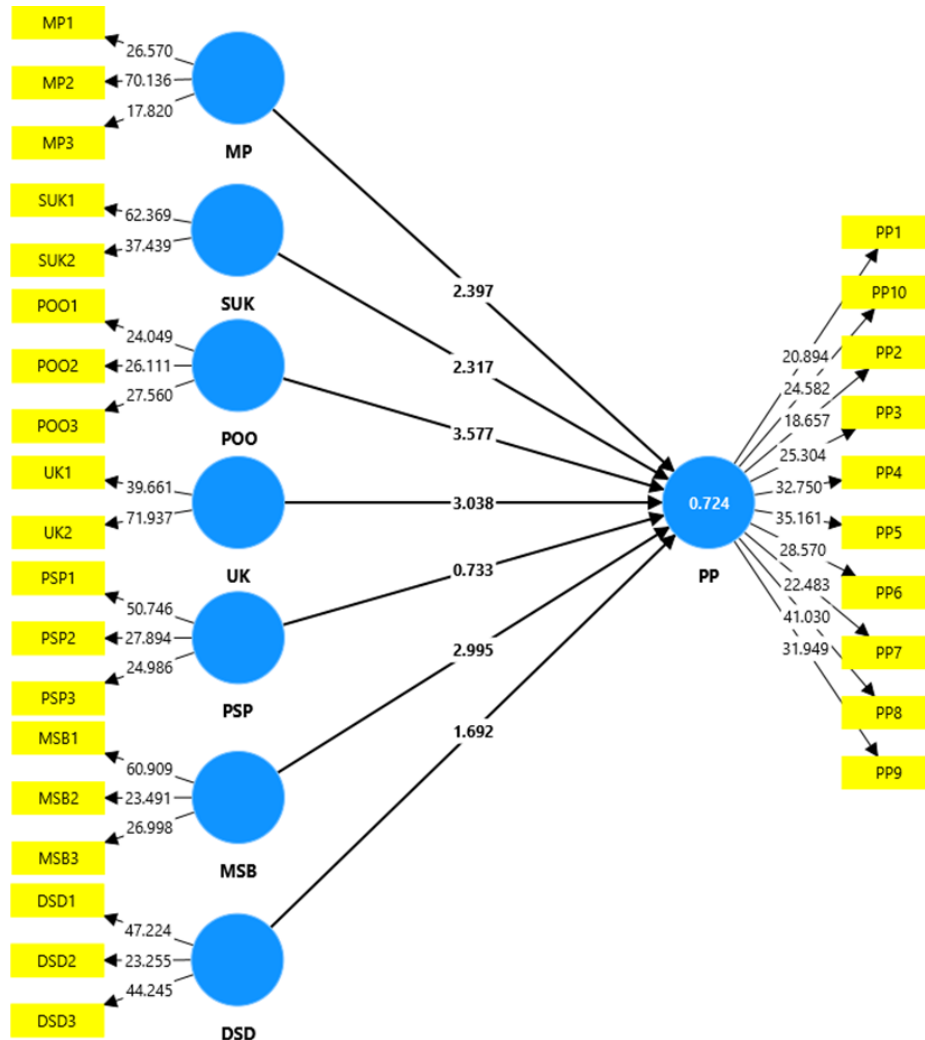 MP1
26.570
MP2
70.136
MP3
17.820
MP
SUK1
62.369
SUK2
37.439
SUK
POO1
24.049
POO2
26.111
POO3
27.560
POO
UK1
39.661
UK2
71.937
UK
PSP1
50.746
PSP2
27.894
PSP3
24.986
PSP
MSB1
60.909
MSB2
23.491
MSB3
26.998
MSB
DSD1
47.224
DSD2
23.255
DSD3
44.245
DSD
2.397
2.317
3.577
3.038
0.733
2.995
1.692
0.724
PP
20.894
24.582
18.657
25.304
32.750
35.161
28.570
22.483
41.030
31.949
PP1
PP10
PP2
PP3
PP4
PP5
PP6
PP7
PP8
PP9